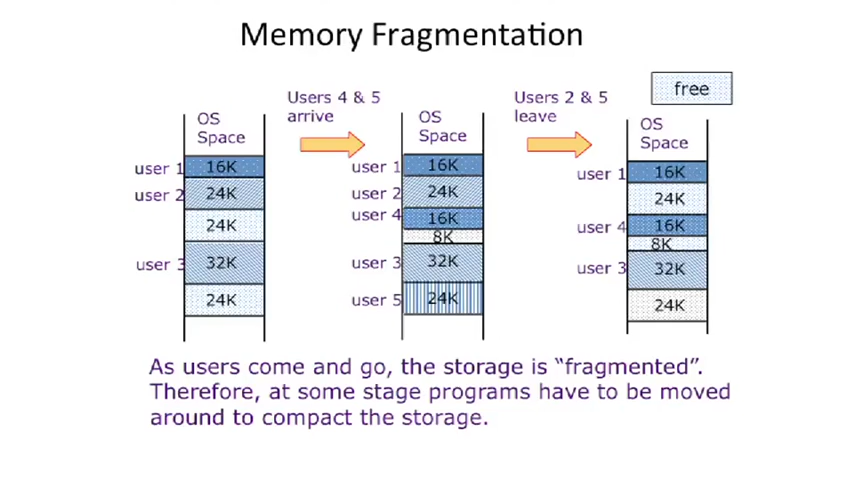 Memory Fragmentation
free
Users 4 & 5
arrive
Users 2 & 5
leave
OS
Space
user 1 16K
user 2 24K
24K
user 3 32K
24K
OS
Space
user 1 16K
user 2 24K
user 4 16K
8K
user 3 32K
user 5 24K
OS
Space
user 1 16K
24K
user 4 16K
8K
user 3 32K
24K
As users come and go, the storage is “fragmented”.
Therefore, at some stage programs have to be moved
around to compact the storage.